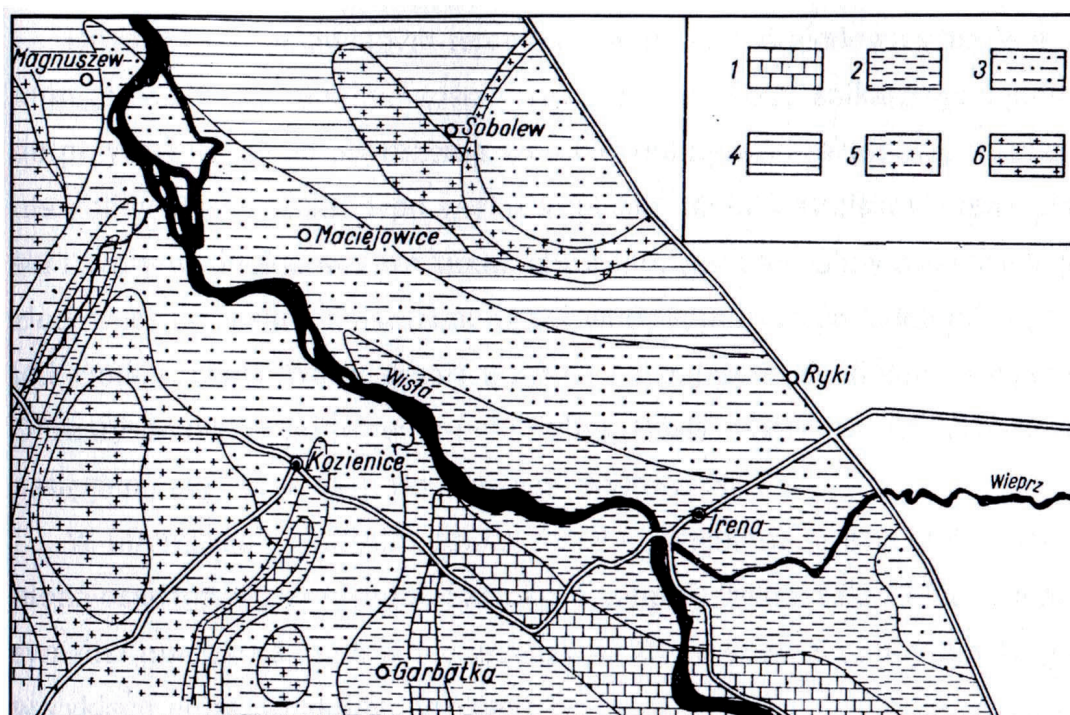 Magnuszew
1
2
3
Sobolew
4
5
6
Maciejowice
Wisła
Ryki
Kozienice
Wieprz
Irena
Garbatka